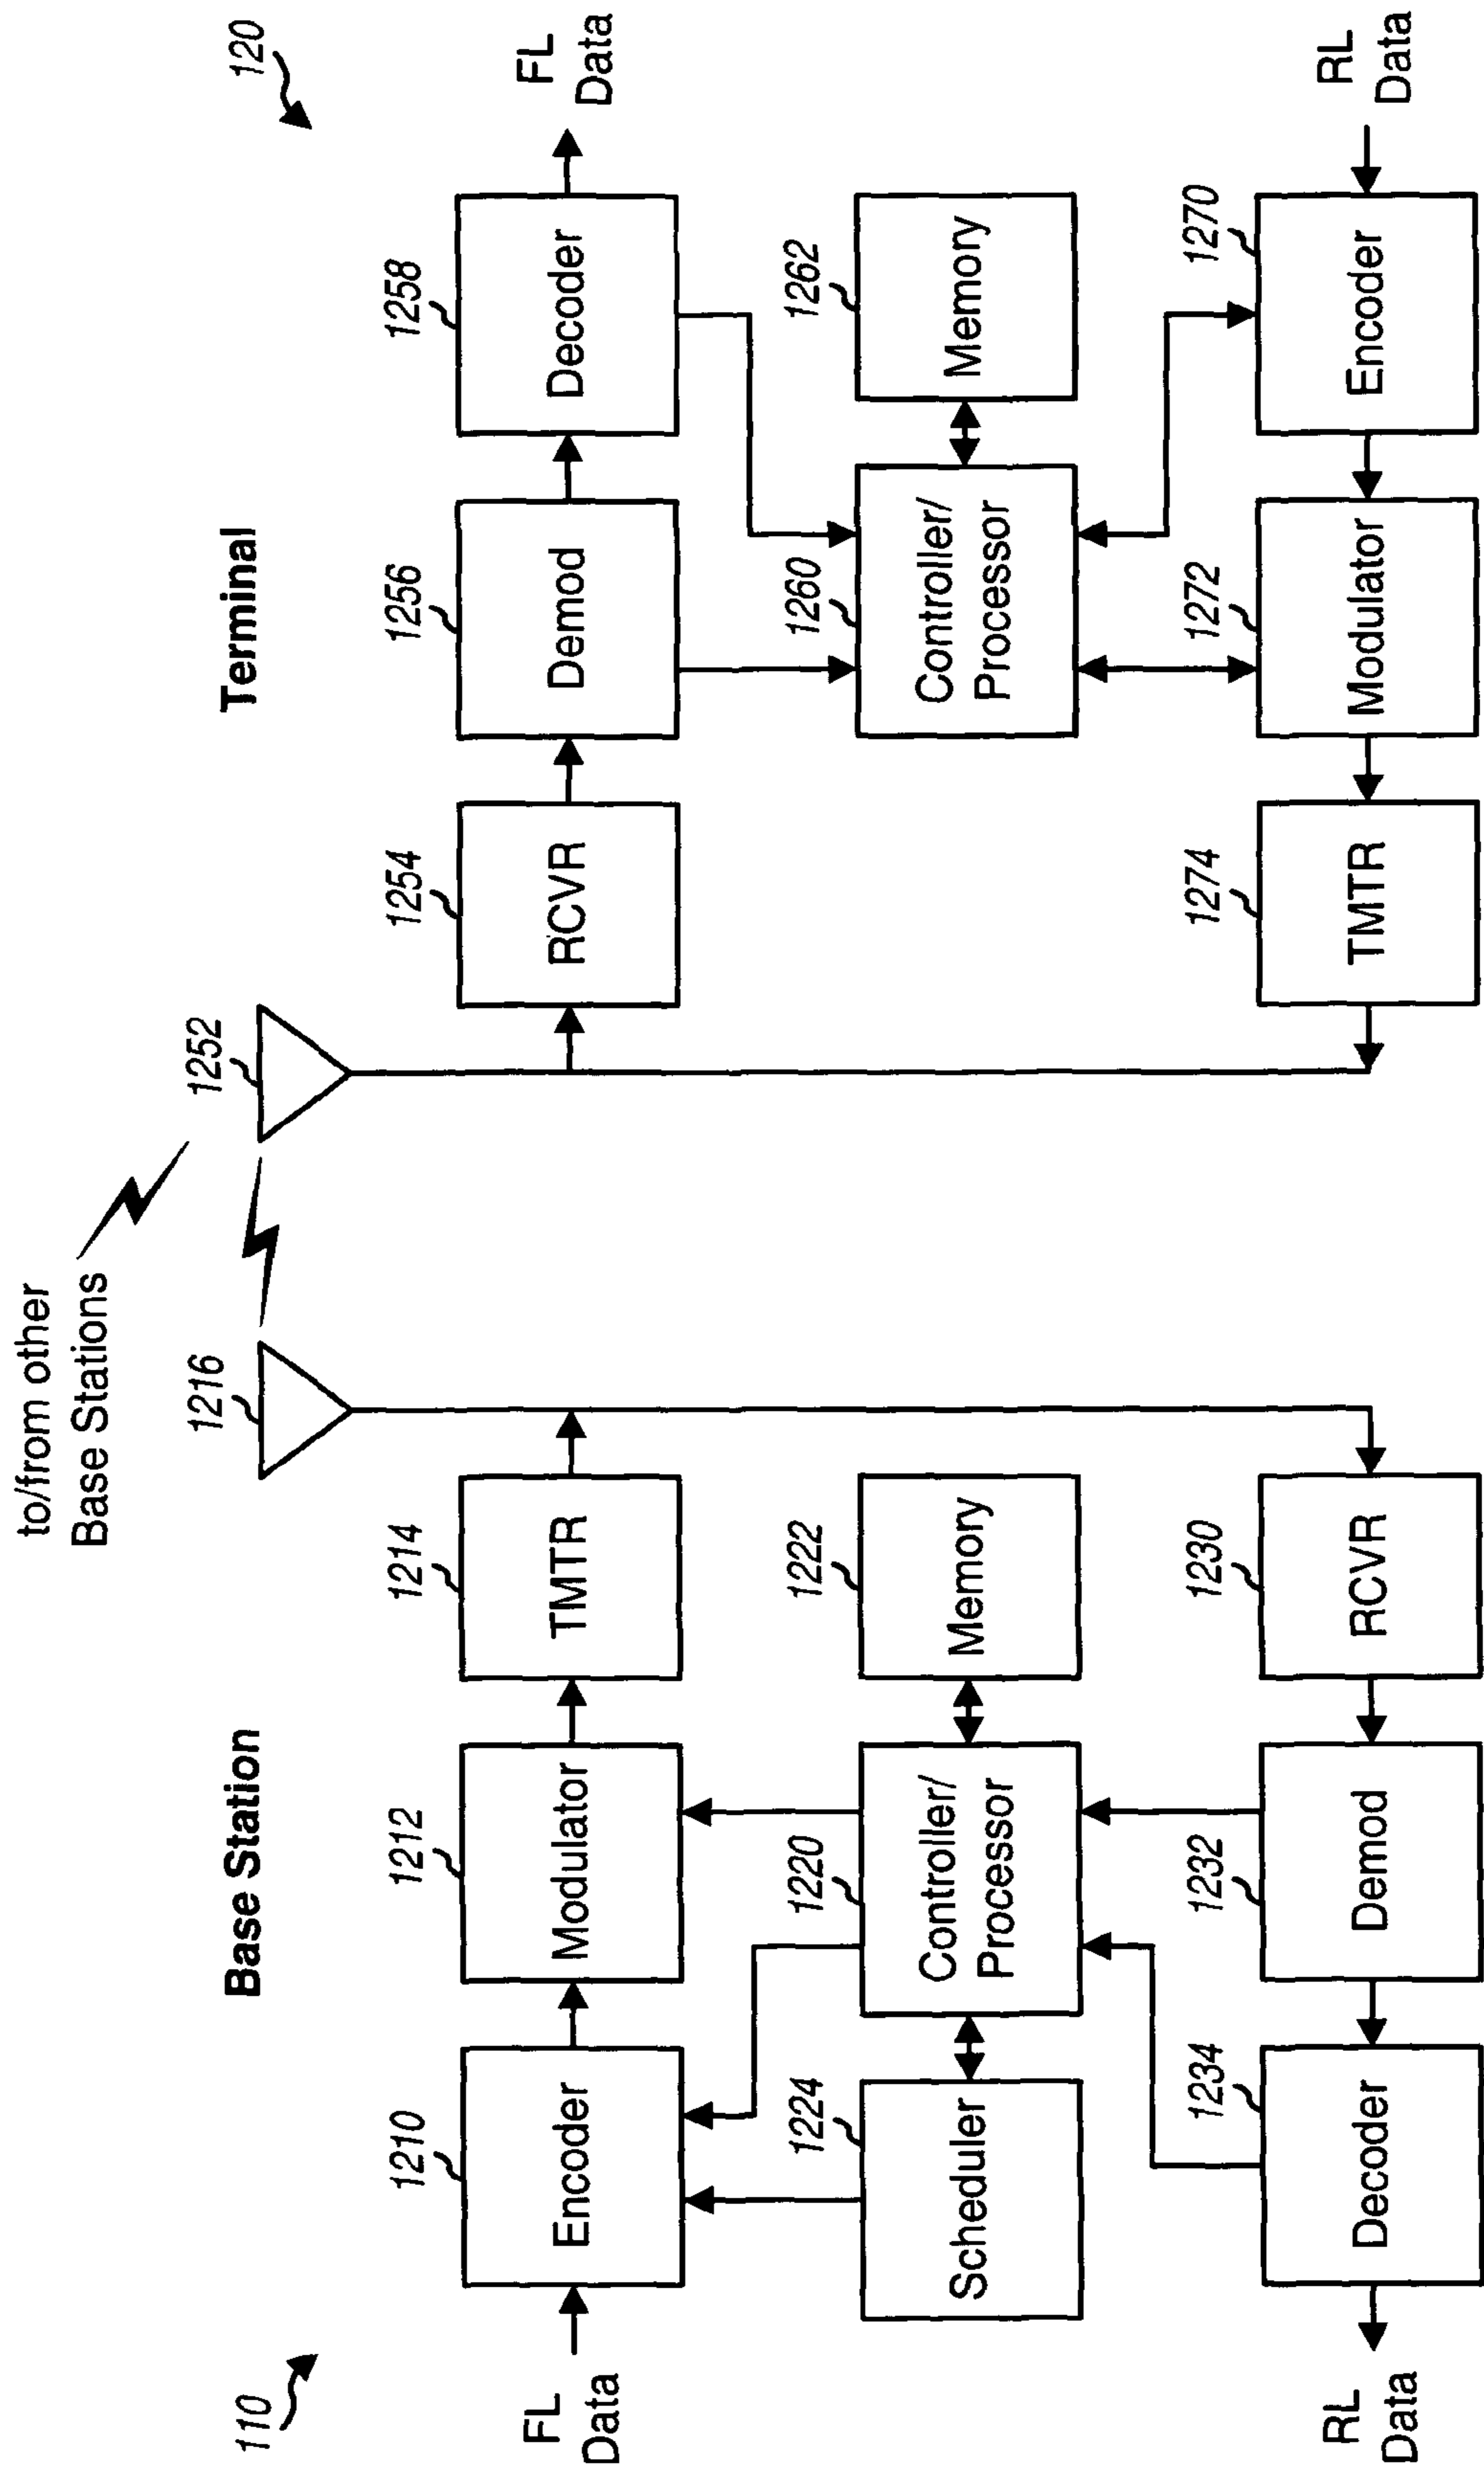 to/from other
Base Stations
110
Base Station
1216
1252
Terminal
120
FL
Data
1210
Encoder
1212
Modulator
1214
TMTR
1254
RCVR
1256
Demod
1258
Decoder
FL
Data
1224
Scheduler
1220
Controller/
Processor
1222
Memory
1260
Controller/
Processor
1262
Memory
RL
Data
1234
Decoder
1232
Demod
1230
RCVR
1274
TMTR
1272
Modulator
1270
Encoder
RL
Data